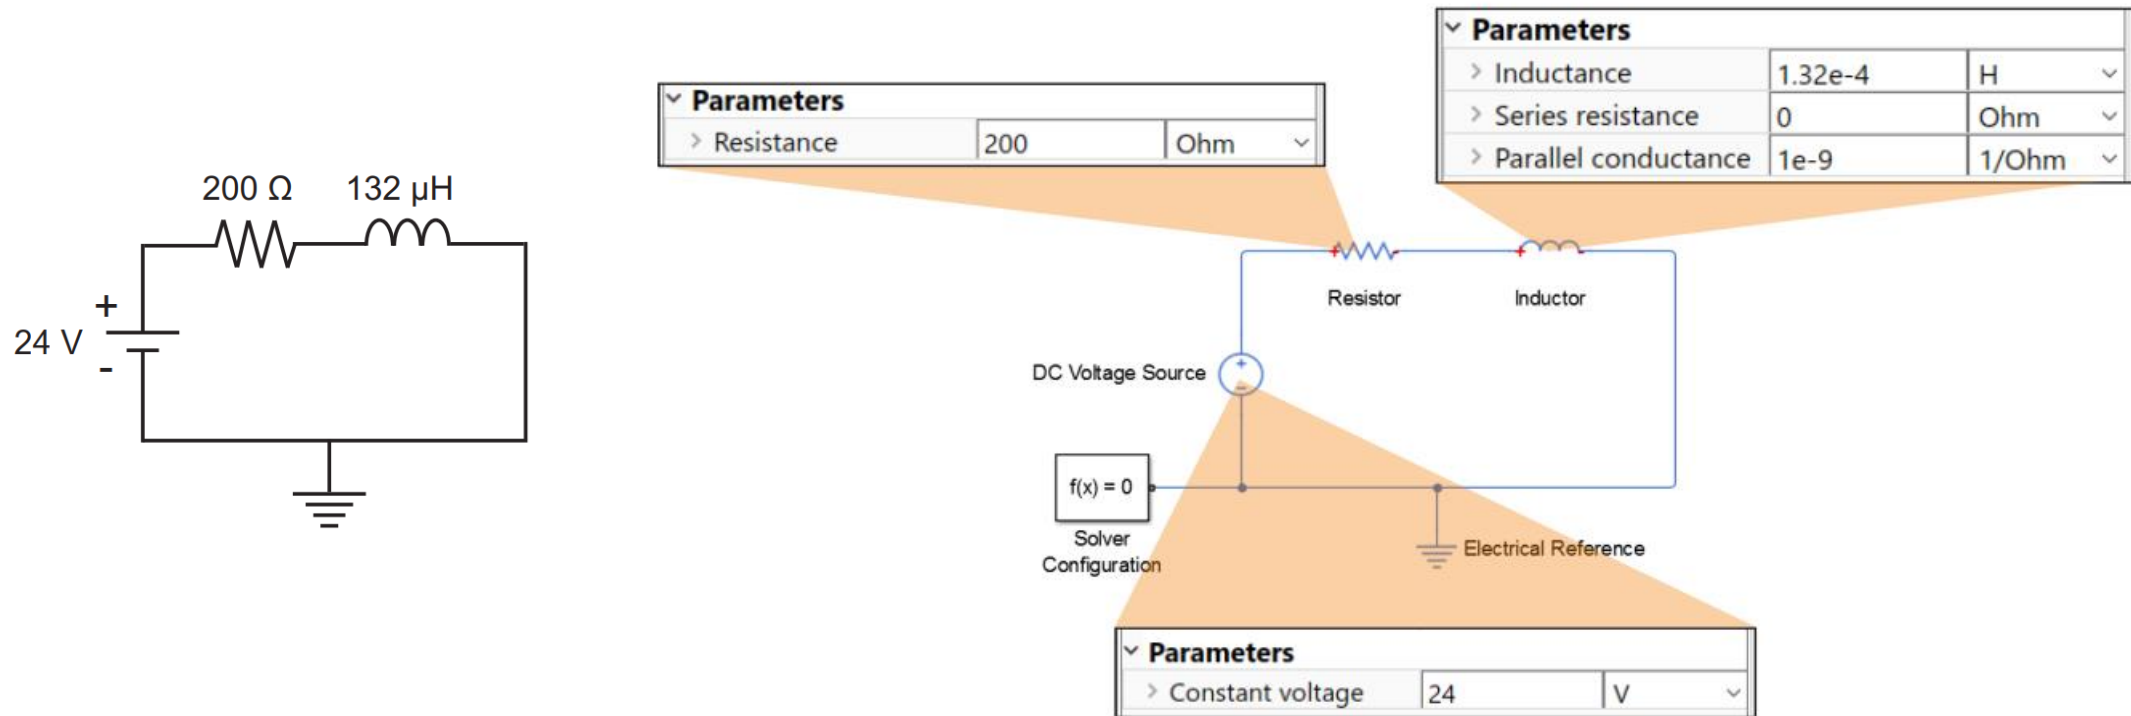 200 Ω 132 µH
+
24 V
-
Parameters
Resistance 200 Ohm
Parameters
Inductance 1.32e-4 H
Series resistance 0 Ohm
Parallel conductance 1e-9 1/Ohm
+ -
Resistor
+ -
Inductor
DC Voltage Source
+
-
f(x) = 0
Solver
Configuration
Electrical Reference
Parameters
Constant voltage 24 V